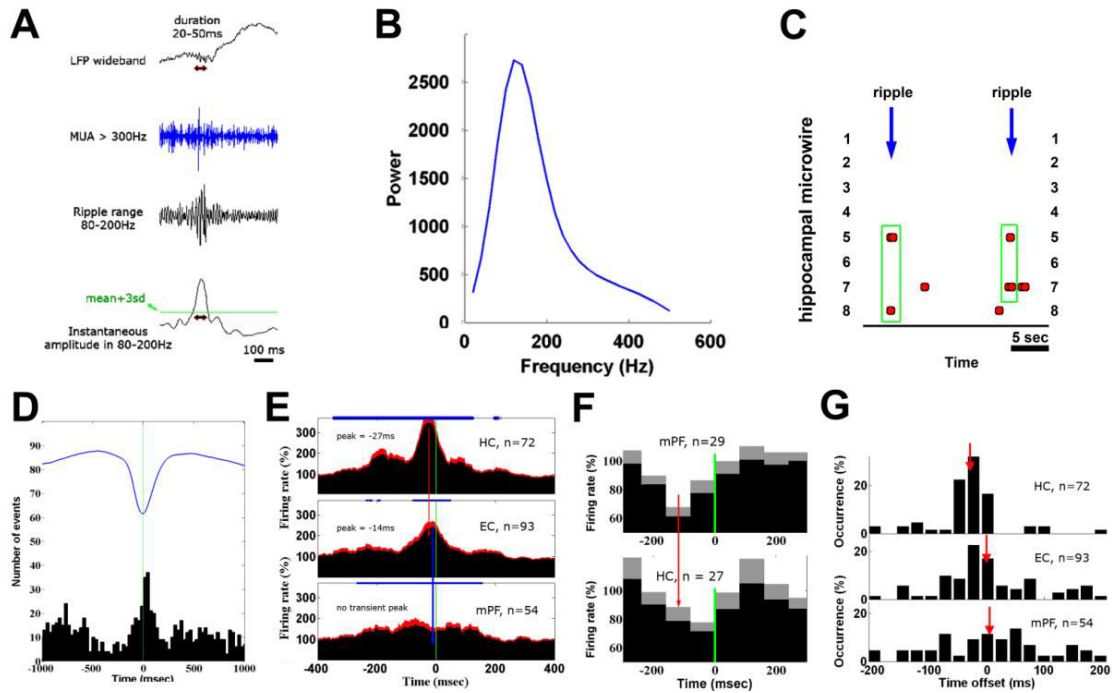 A
duration
20-50ms
LFP wideband
MUA > 300Hz
Ripple range
80-200Hz
mean+3sd
Instantaneous
amplitude in 80-200Hz
100 ms
B
Power
2500
2000
1500
1000
500
0
0 200 400 600
Frequency (Hz)
C
ripple ripple
hippocampal microwire
1 1
2 2
3 3
4 4
5 5
6 6
7 7
8 8
5 sec
Time
D
Number of events
90
80
70
60
50
40
30
20
10
0
-1000 -500 0 500 1000
Time (msec)
E
Firing rate (%)
300
200
100
peak = -27ms
HC, n=72
Firing rate (%)
300
200
100
peak = -14ms
EC, n=93
Firing rate (%)
300
200
100
no transient peak
mPF, n=54
-400 -200 0 200 400
Time (msec)
F
mPF, n=29
Firing rate (%)
100
80
60
HC, n = 27
Firing rate (%)
100
80
60
-200 0 200
Time (msec)
G
Occurrence (%)
20
0
HC, n=72
Occurrence (%)
20
0
EC, n=93
Occurrence (%)
20
0
mPF, n=54
-200 -100 0 100 200
Time offset (ms)